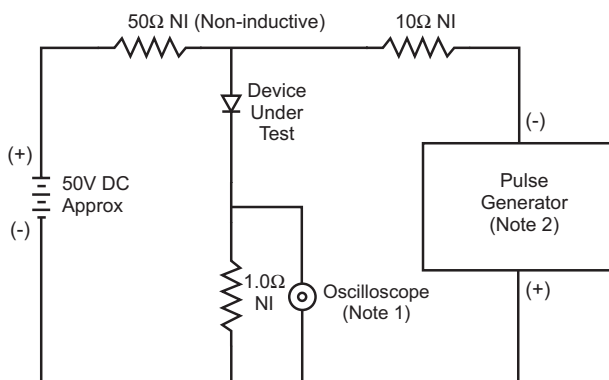 50Ω NI (Non-inductive)
10Ω NI
Device
Under
Test
(+)
50V DC
Approx
(-)
(-)
Pulse
Generator
(Note 2)
(+)
1.0Ω
NI
Oscilloscope
(Note 1)